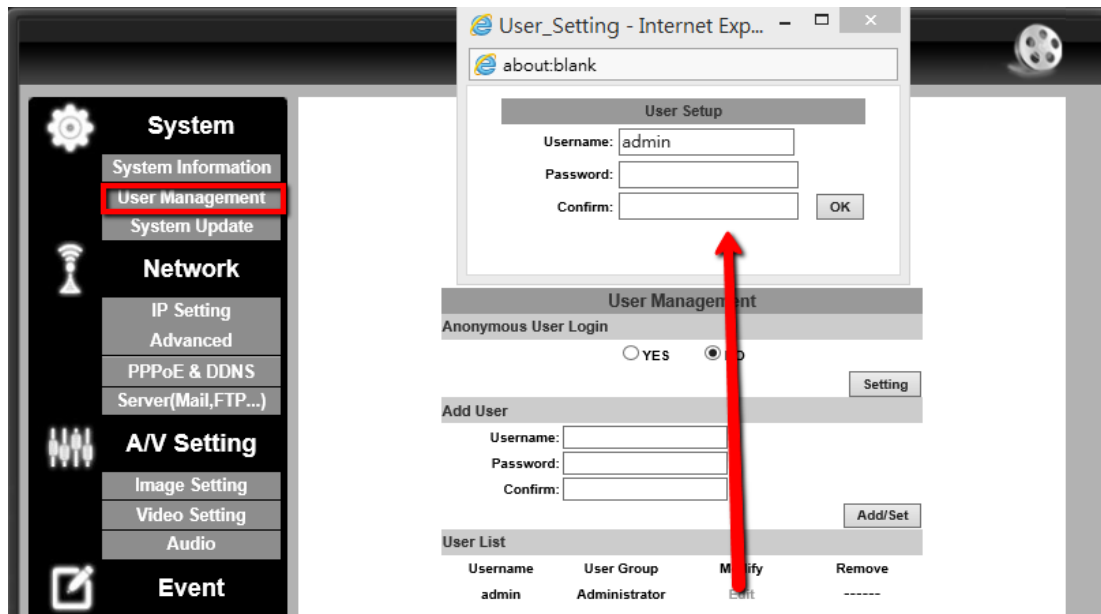 User_Setting - Internet Exp...
about:blank
User Setup
Username: admin
Password:
Confirm:
OK
System
System Information
User Management
System Update
Network
IP Setting
Advanced
PPPoE & DDNS
Server(Mail,FTP...)
A/V Setting
Image Setting
Video Setting
Audio
Event
User Management
Anonymous User Login
YES
Setting
Add User
Username:
Password:
Confirm:
Add/Set
User List
Username User Group Modify Remove
admin Administrator Edit ------